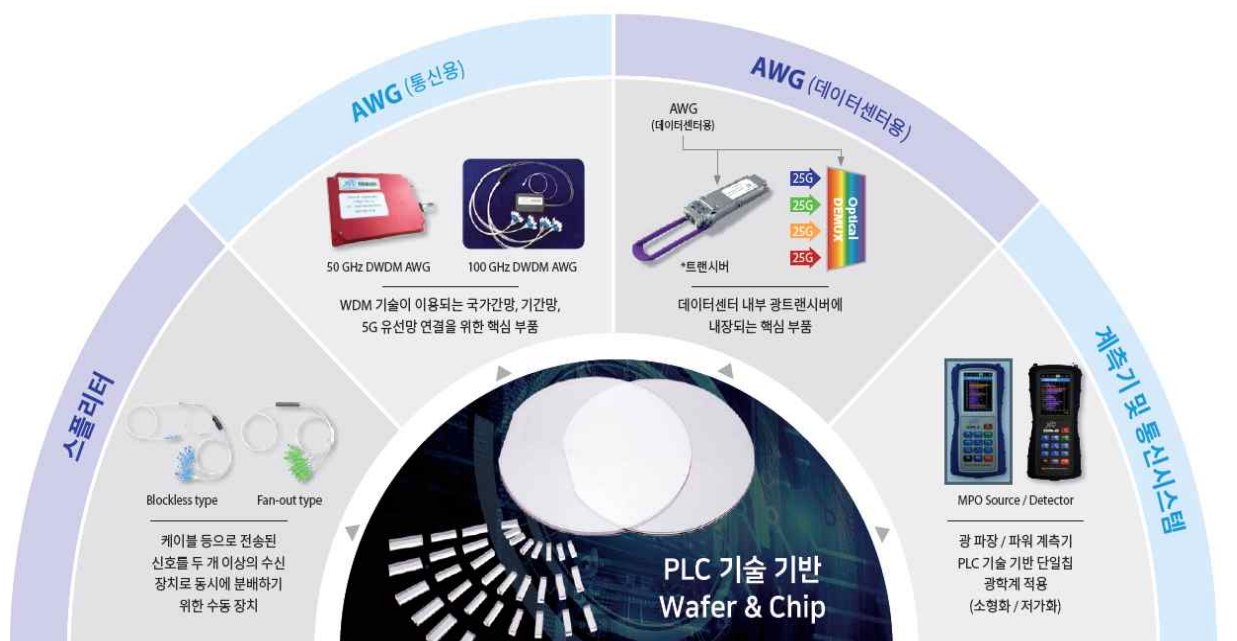 AWG (통신용)
AWG (데이터센터용)
스플리터
계측기 및 통신시스템
50 GHz DWDM AWG
100 GHz DWDM AWG
WDM 기술이 이용되는 국가간망, 기간망,
5G 유선망 연결을 위한 핵심 부품
AWG
(데이터센터용)
25G
25G
25G
25G
Optical
DEMUX
*트랜시버
데이터센터 내부 광트랜시버에
내장되는 핵심 부품
Blockless type
Fan-out type
케이블 등으로 전송된
신호를 두 개 이상의 수신
장치로 동시에 분배하기
위한 수동 장치
MPO Source / Detector
광 파장 / 파워 계측기
PLC 기술 기반 단일칩
광학계 적용
(소형화 / 저가화)
PLC 기술 기반
Wafer & Chip